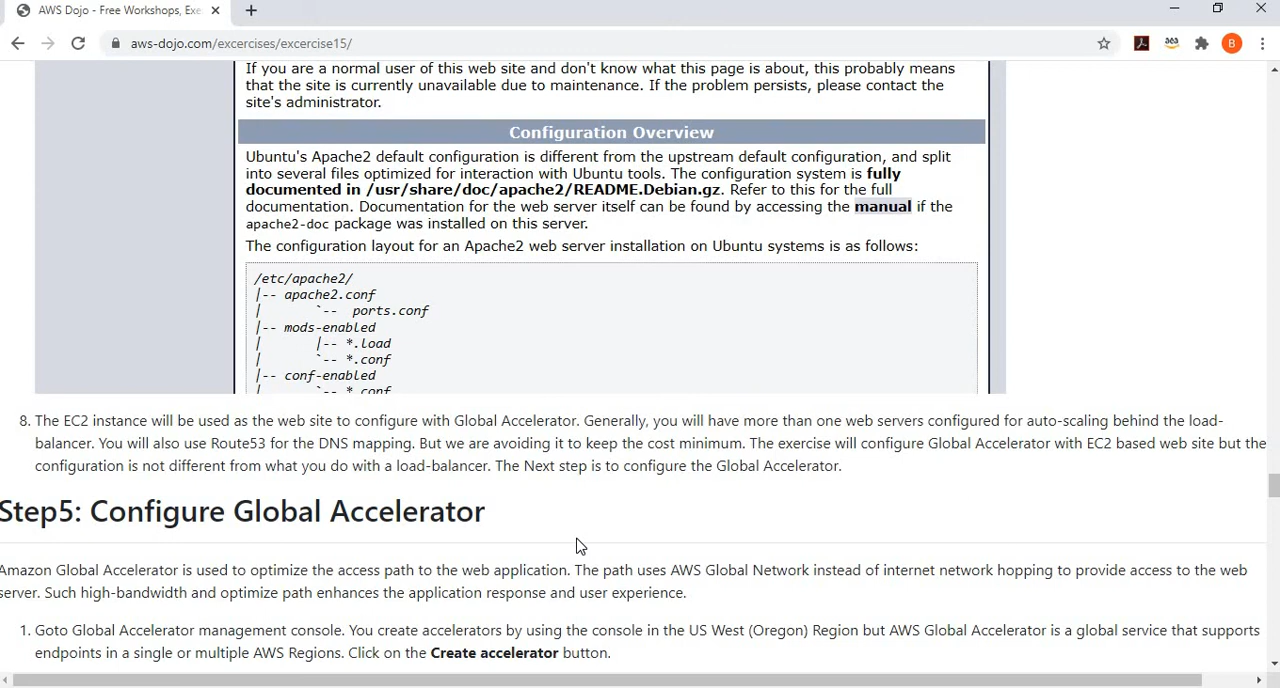 AWS Dojo - Free Workshops, Exe
aws-dojo.com/excercises/excercise15/
B
If you are a normal user of this web site and don't know what this page is about, this probably means
that the site is currently unavailable due to maintenance. If the problem persists, please contact the
site's administrator.
Configuration Overview
Ubuntu's Apache2 default configuration is different from the upstream default configuration, and split
into several files optimized for interaction with Ubuntu tools. The configuration system is fully
documented in /usr/share/doc/apache2/README.Debian.gz. Refer to this for the full
documentation. Documentation for the web server itself can be found by accessing the manual if the
apache2-doc package was installed on this server.
The configuration layout for an Apache2 web server installation on Ubuntu systems is as follows:
/etc/apache2/
|-- apache2.conf
|       `--  ports.conf
|-- mods-enabled
|       |-- *.load
|       `-- *.conf
|-- conf-enabled
|       `-- *.conf
8. The EC2 instance will be used as the web site to configure with Global Accelerator. Generally, you will have more than one web servers configured for auto-scaling behind the load-
balancer. You will also use Route53 for the DNS mapping. But we are avoiding it to keep the cost minimum. The exercise will configure Global Accelerator with EC2 based web site but the
configuration is not different from what you do with a load-balancer. The Next step is to configure the Global Accelerator.
Step5: Configure Global Accelerator
Amazon Global Accelerator is used to optimize the access path to the web application. The path uses AWS Global Network instead of internet network hopping to provide access to the web
server. Such high-bandwidth and optimize path enhances the application response and user experience.
1. Goto Global Accelerator management console. You create accelerators by using the console in the US West (Oregon) Region but AWS Global Accelerator is a global service that supports
endpoints in a single or multiple AWS Regions. Click on the Create accelerator button.